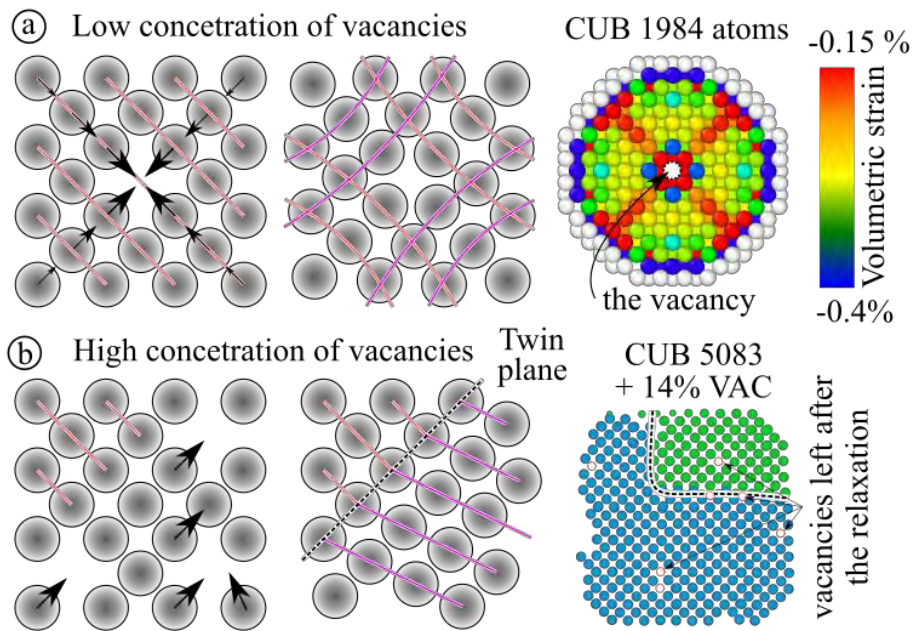 a Low concetration of vacancies
CUB 1984 atoms
-0.15 %
Volumetric strain
-0.4%
the vacancy
b High concetration of vacancies
Twin
plane
CUB 5083
+ 14% VAC
vacancies left after
the relaxation